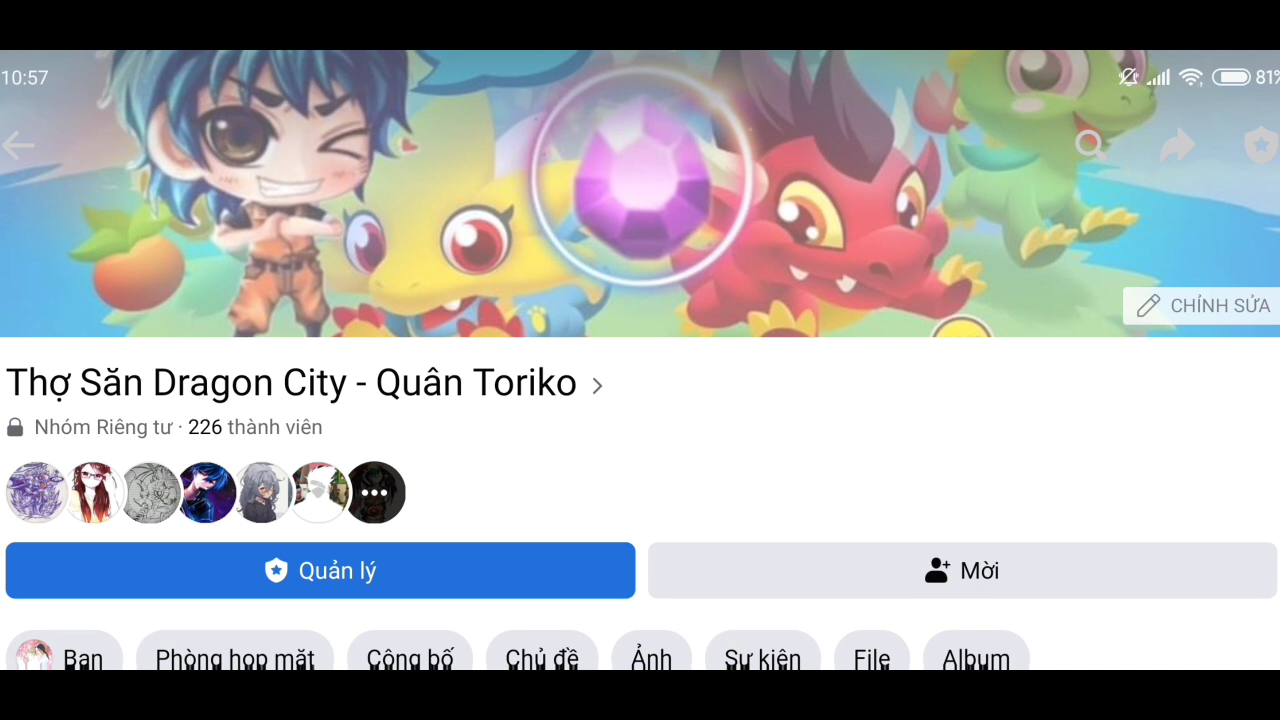 10:57
81%
CHỈNH SỬA
Thợ Săn Dragon City - Quân Toriko
Nhóm Riêng tư · 226 thành viên
Quản lý
Mời
Bạn Phòng họp mặt Công bố Chủ đề Ảnh Sự kiện File Album